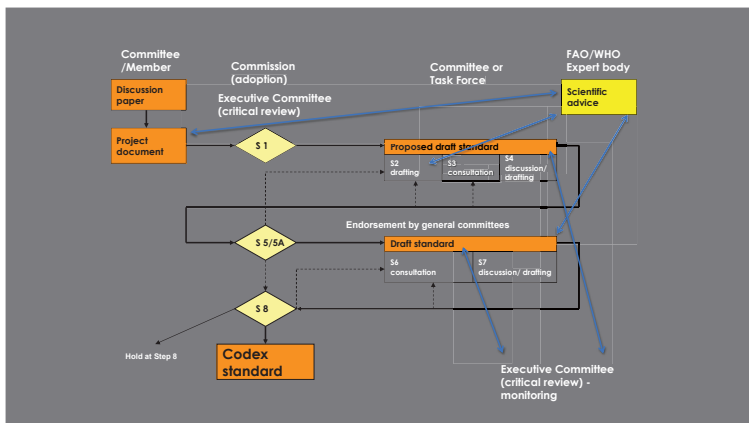 Committee
/Member
Commission
(adoption)
Committee or
Task Force
FAO/WHO
Expert body
Discussion
paper
Executive Committee
(critical review)
Scientific
advice
Project
document
S 1
Proposed draft standard
S2
drafting
S3
consultation
S4
discussion/
drafting
Endorsement by general committees
S 5/5A
Draft standard
S6
consultation
S7
discussion/ drafting
S 8
Hold at Step 8
Codex
standard
Executive Committee
(critical review) -
monitoring